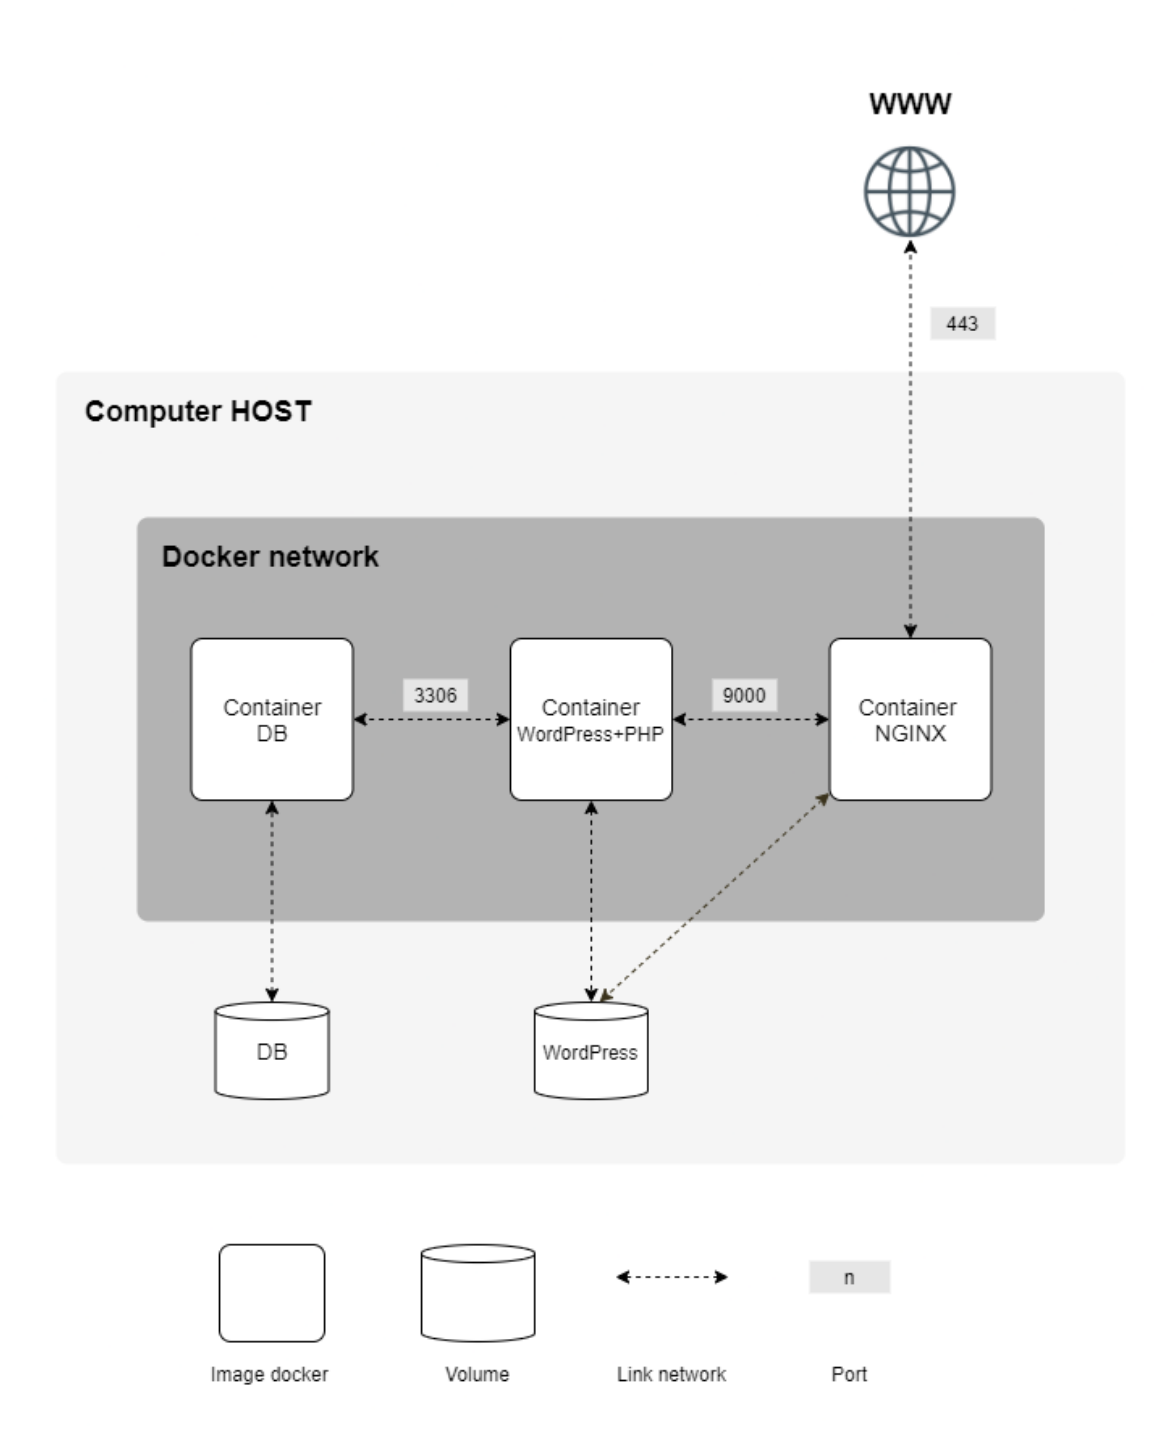 WWW
443
Computer HOST
Docker network
Container
DB
3306
Container
WordPress+PHP
9000
Container
NGINX
DB
WordPress
n
Image docker
Volume
Link network
Port